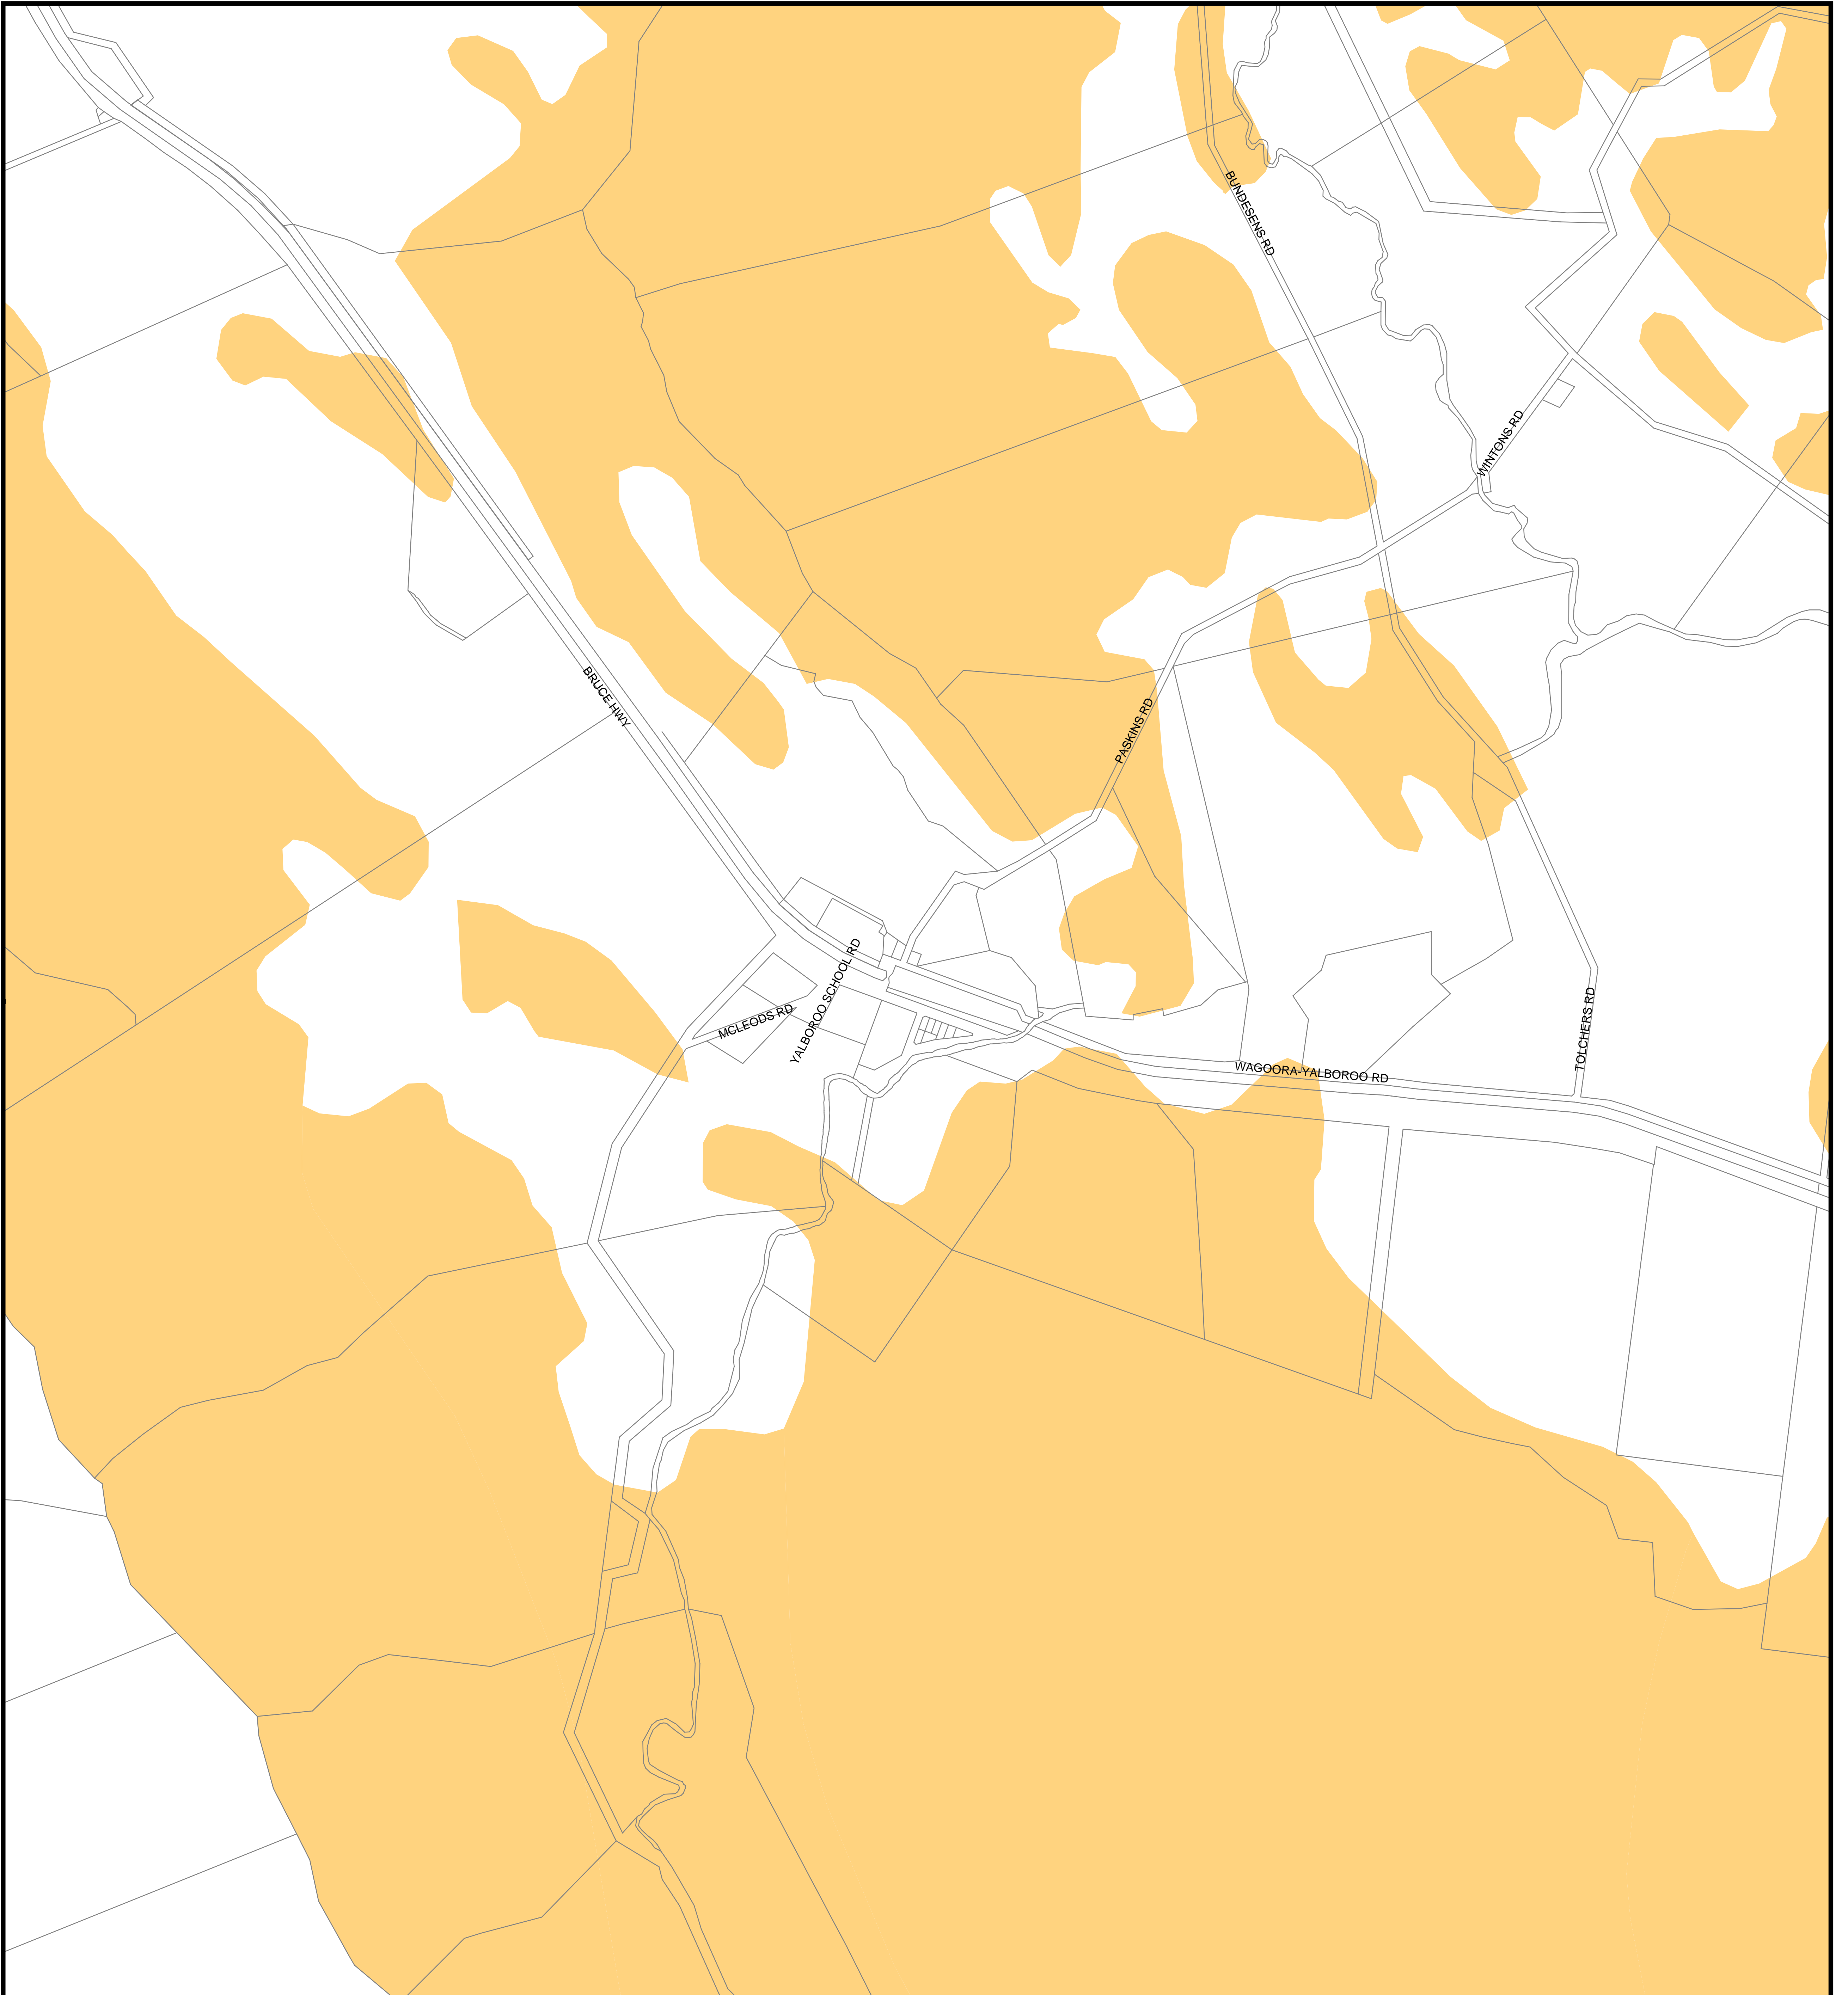 BUNDESENS RD
WINTONS RD
BRUCE HWY
PASKINS RD
YALBOROO SCHOOL RD
MCLEODS RD
TOLCHERS RD
WAGOORA-YALBOROO RD